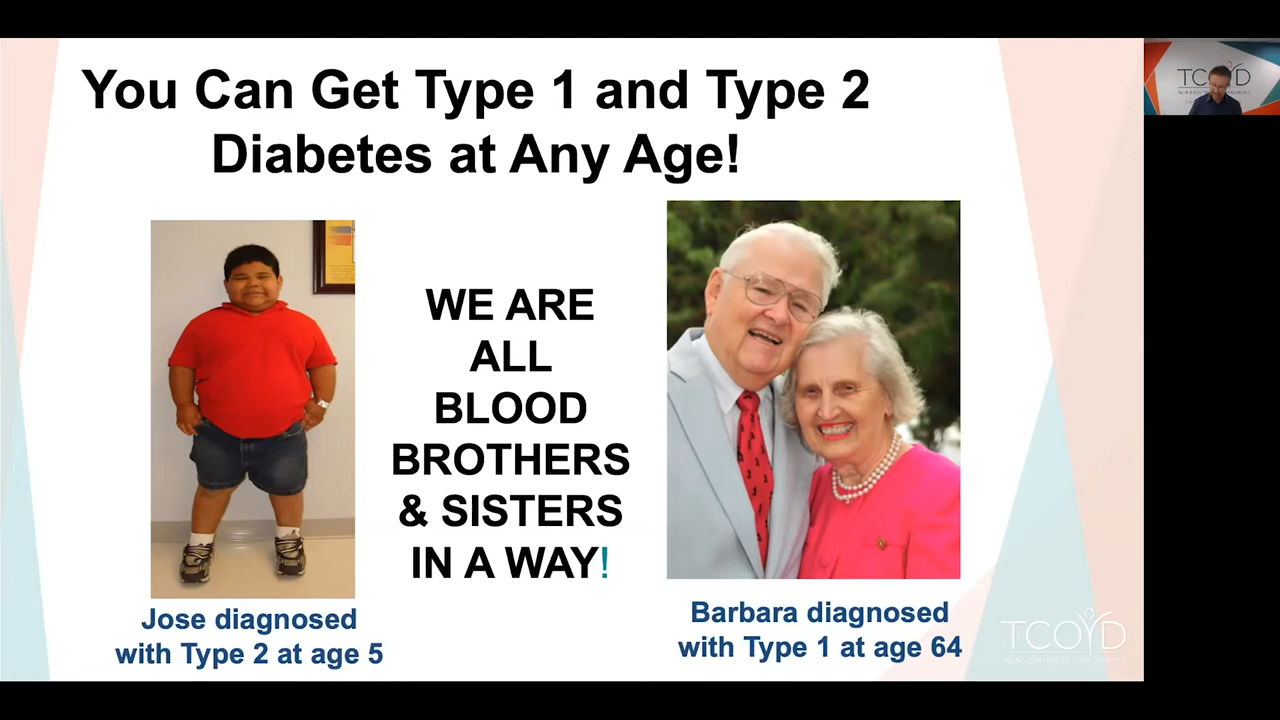 You Can Get Type 1 and Type 2
Diabetes at Any Age!
WE ARE
ALL
BLOOD
BROTHERS
& SISTERS
IN A WAY!
Jose diagnosed
with Type 2 at age 5
Barbara diagnosed
with Type 1 at age 64
TCOYD
TCOYD